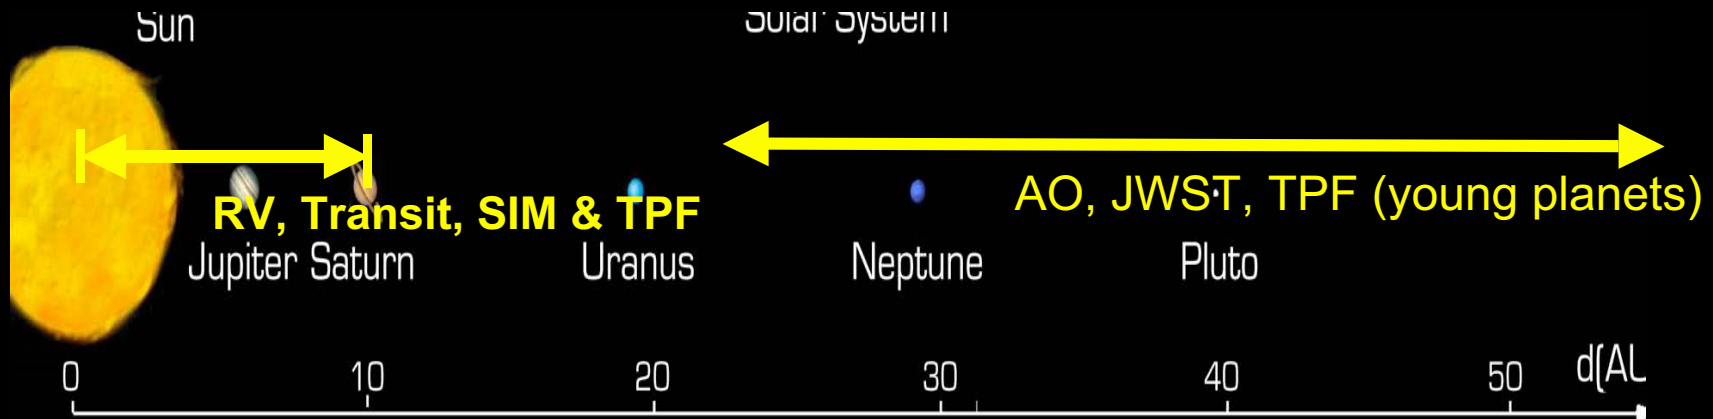 Sun
Solar System
AO, JWST, TPF (young planets)
RV, Transit, SIM & TPF
Jupiter Saturn Uranus Neptune Pluto
0 10 20 30 40 50 d(AU